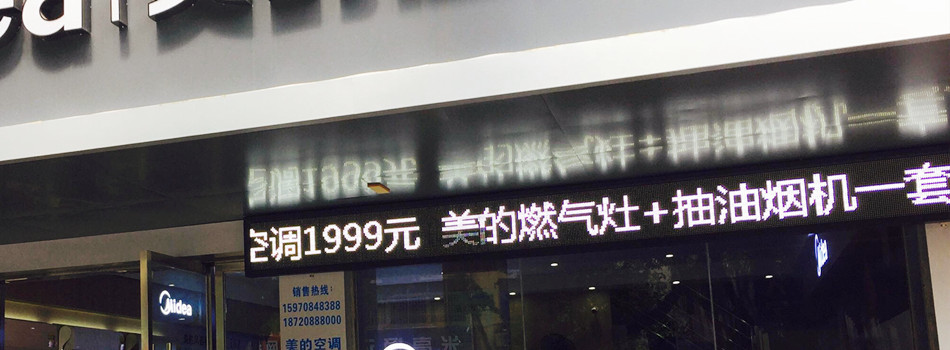 空调1999元 美的燃气灶+抽油烟机一套
Midea
销售热线:
15970848388
18720888000
美的空调